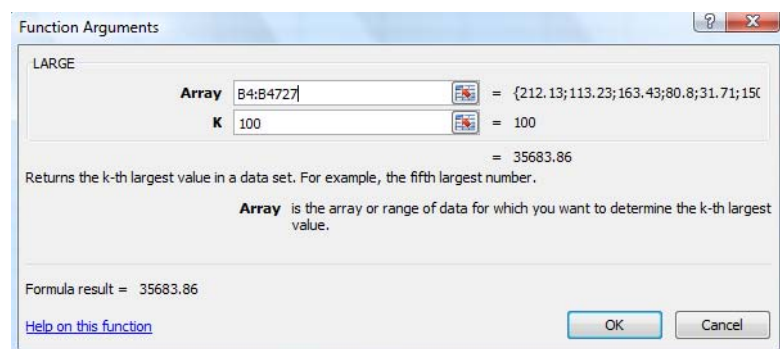 Function Arguments
LARGE
Array B4:B4727 = {212.13;113.23;163.43;80.8;31.71;150
K 100 = 100
= 35683.86
Returns the k-th largest value in a data set. For example, the fifth largest number.
Array is the array or range of data for which you want to determine the k-th largest
value.
Formula result = 35683.86
Help on this function OK Cancel